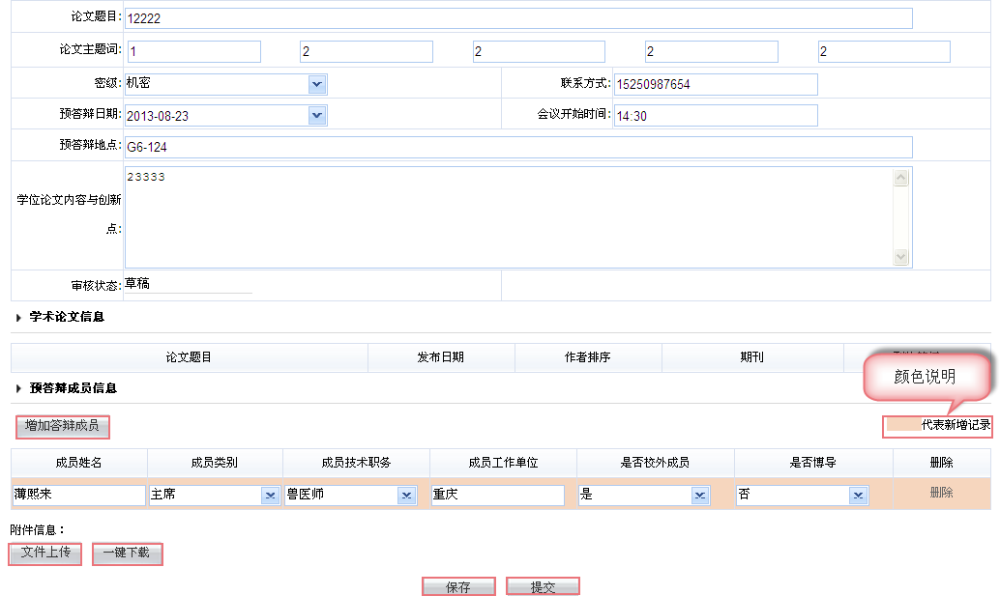 论文题目: 12222
论文主题词: 1 2 2 2 2
密级: 机密 联系方式: 15250987654
预答辩日期: 2013-08-23 会议开始时间: 14:30
预答辩地点: G6-124
23333
学位论文内容与创新
点:
审核状态: 草稿
学术论文信息
论文题目 发布日期 作者排序 期刊
颜色说明
预答辩成员信息
增加答辩成员 代表新增记录
成员姓名 成员类别 成员技术职务 成员工作单位 是否校外成员 是否博导 删除
薄熙来 主席 兽医师 重庆 是 否 删除
附件信息：
文件上传 一键下载
保存 提交